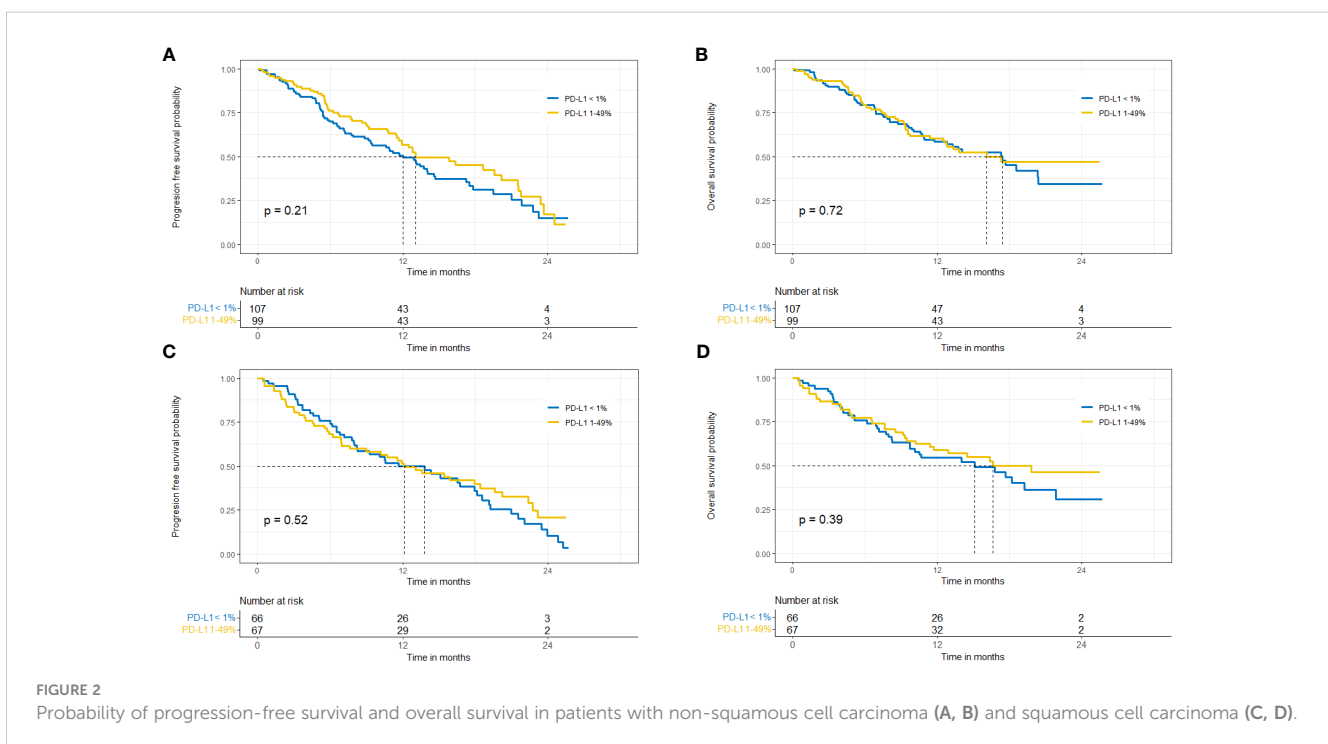 A
Progresion free survival probability
1.00
0.75
0.50
0.25
0.00
PD-L1 < 1%
PD-L1 1-49%
p = 0.21
0 12 24
Time in months
Number at risk
PD-L1 < 1% 107 43 4
PD-L1 1-49% 99 43 3
0 12 24
Time in months
B
Overall survival probability
1.00
0.75
0.50
0.25
0.00
PD-L1 < 1%
PD-L1 1-49%
p = 0.72
0 12 24
Time in months
Number at risk
PD-L1 < 1% 107 47 4
PD-L1 1-49% 99 43 3
0 12 24
Time in months
C
Progresion free survival probability
1.00
0.75
0.50
0.25
0.00
PD-L1 < 1%
PD-L1 1-49%
p = 0.52
0 12 24
Time in months
Number at risk
PD-L1 < 1% 66 26 3
PD-L1 1-49% 67 29 2
0 12 24
Time in months
D
Overall survival probability
1.00
0.75
0.50
0.25
0.00
PD-L1 < 1%
PD-L1 1-49%
p = 0.39
0 12 24
Time in months
Number at risk
PD-L1 < 1% 66 26 2
PD-L1 1-49% 67 32 2
0 12 24
Time in months
FIGURE 2
Probability of progression-free survival and overall survival in patients with non-squamous cell carcinoma (A, B) and squamous cell carcinoma (C, D).